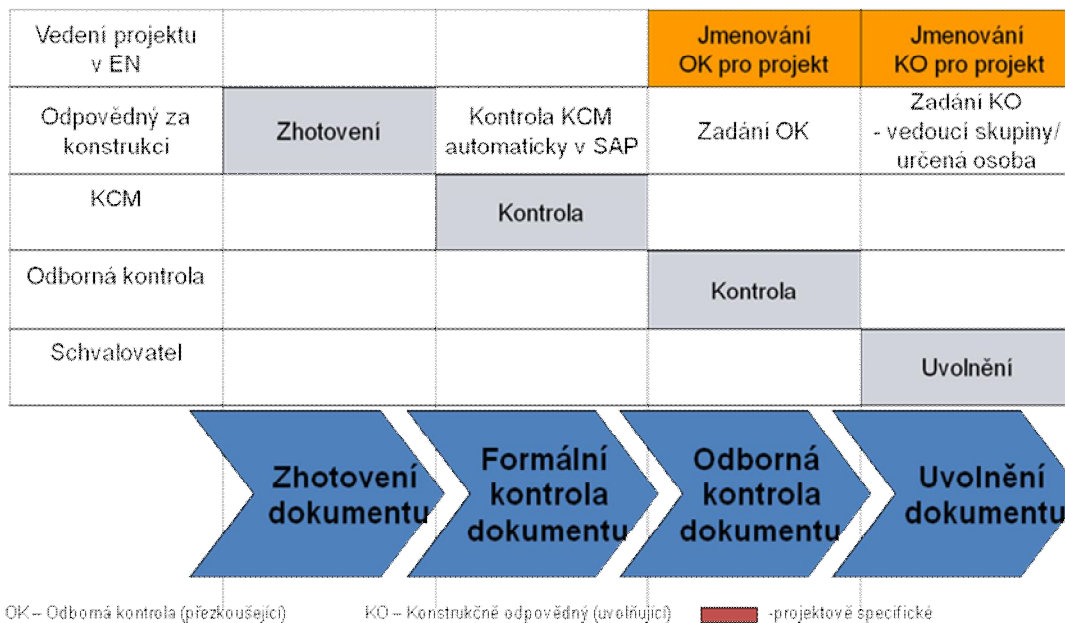 Vedení projektu
v EN
Jmenování
OK pro projekt
Jmenování
KO pro projekt
Odpovědný za
konstrukci
Zhotovení
Kontrola KCM
automaticky v SAP
Zadání OK
Zadání KO
- vedoucí skupiny/
určená osoba
KCM
Kontrola
Odborná kontrola
Kontrola
Schvalovatel
Uvolnění
Zhotovení
dokumentu
Formální
kontrola
dokumentu
Odborná
kontrola
dokumentu
Uvolnění
dokumentu
OK – Odborná kontrola (přezkoušející)
KO – Konstrukčně odpovědný (uvolňující)
-projektově specifické